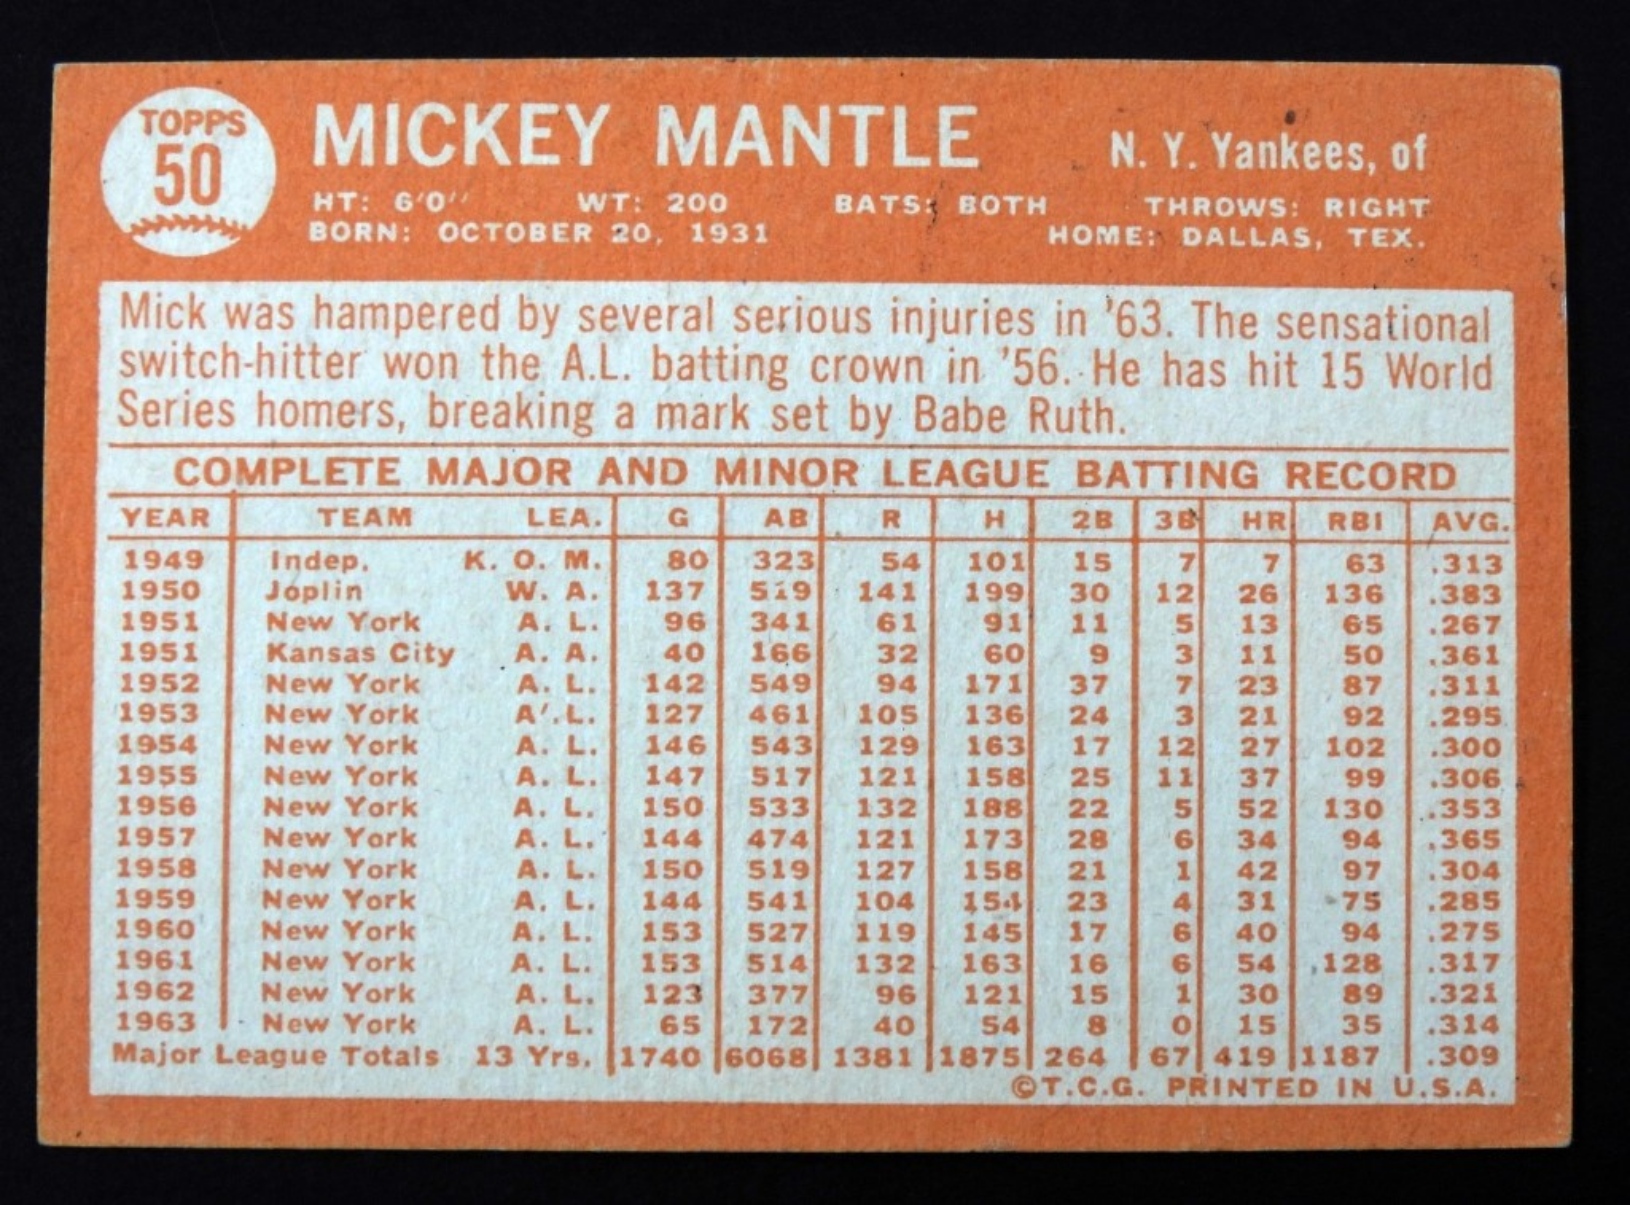 TOPPS
50
MICKEY MANTLE
N. Y. Yankees, of
HT: 6'0" WT: 200 BATS: BOTH THROWS: RIGHT
BORN: OCTOBER 20, 1931 HOME: DALLAS, TEX.
Mick was hampered by several serious injuries in '63. The sensational
switch-hitter won the A.L. batting crown in '56. He has hit 15 World
Series homers, breaking a mark set by Babe Ruth.
COMPLETE MAJOR AND MINOR LEAGUE BATTING RECORD
YEAR TEAM LEA. G AB R H 2B 3B HR RBI AVG.
1949 Indep. K. O. M. 80 323 54 101 15 7 7 63 .313
1950 Joplin W. A. 137 519 141 199 30 12 26 136 .383
1951 New York A. L. 96 341 61 91 11 5 13 65 .267
1951 Kansas City A. A. 40 166 32 60 9 3 11 50 .361
1952 New York A. L. 142 549 94 171 37 7 23 87 .311
1953 New York A. L. 127 461 105 136 24 3 21 92 .295
1954 New York A. L. 146 543 129 163 17 12 27 102 .300
1955 New York A. L. 147 517 121 158 25 11 37 99 .306
1956 New York A. L. 150 533 132 188 22 5 52 130 .353
1957 New York A. L. 144 474 121 173 28 6 34 94 .365
1958 New York A. L. 150 519 127 158 21 1 42 97 .304
1959 New York A. L. 144 541 104 154 23 4 31 75 .285
1960 New York A. L. 153 527 119 145 17 6 40 94 .275
1961 New York A. L. 153 514 132 163 16 6 54 128 .317
1962 New York A. L. 123 377 96 121 15 1 30 89 .321
1963 New York A. L. 65 172 40 54 8 0 15 35 .314
Major League Totals 13 Yrs. 1740 6068 1381 1875 264 67 419 1187 .309
©T.C.G. PRINTED IN U.S.A.